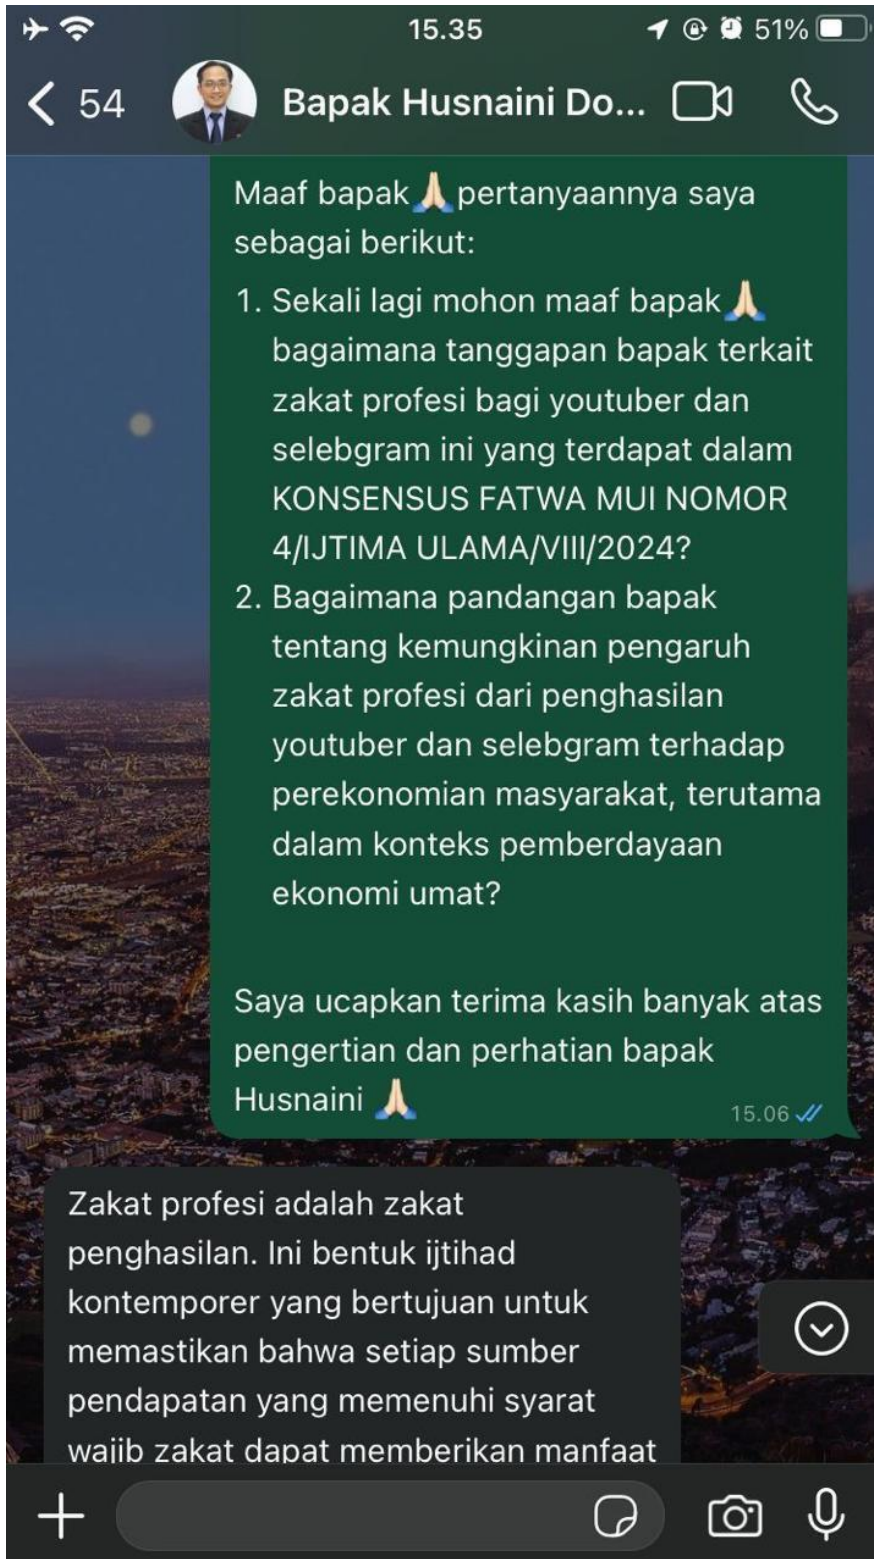 15.35
51%
54
Bapak Husnaini Do...
Maaf bapak🙏🏻pertanyaannya saya
sebagai berikut:
1. Sekali lagi mohon maaf bapak🙏🏻
bagaimana tanggapan bapak terkait
zakat profesi bagi youtuber dan
selebgram ini yang terdapat dalam
KONSENSUS FATWA MUI NOMOR
4/IJTIMA ULAMA/VIII/2024?
2. Bagaimana pandangan bapak
tentang kemungkinan pengaruh
zakat profesi dari penghasilan
youtuber dan selebgram terhadap
perekonomian masyarakat, terutama
dalam konteks pemberdayaan
ekonomi umat?
Saya ucapkan terima kasih banyak atas
pengertian dan perhatian bapak
Husnaini 🙏🏻
15.06
Zakat profesi adalah zakat
penghasilan. Ini bentuk ijtihad
kontemporer yang bertujuan untuk
memastikan bahwa setiap sumber
pendapatan yang memenuhi syarat
wajib zakat dapat memberikan manfaat